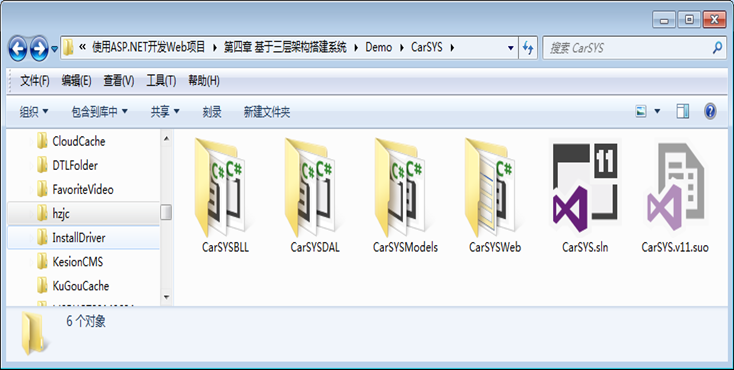 « 使用ASP.NET开发Web项目 ▸ 第四章 基于三层架构搭建系统 ▸ Demo ▸ CarSYS ▸
搜索 CarSYS
文件(F) 编辑(E) 查看(V) 工具(T) 帮助(H)
组织 包含到库中 共享 刻录 新建文件夹
CloudCache
DTLFolder
FavoriteVideo
hzjc
InstallDriver
KesionCMS
KuGouCache
C# C# C# C# 11
CarSYSBLL CarSYSDAL CarSYSModels CarSYSWeb CarSYS.sln CarSYS.v11.suo
6 个对象